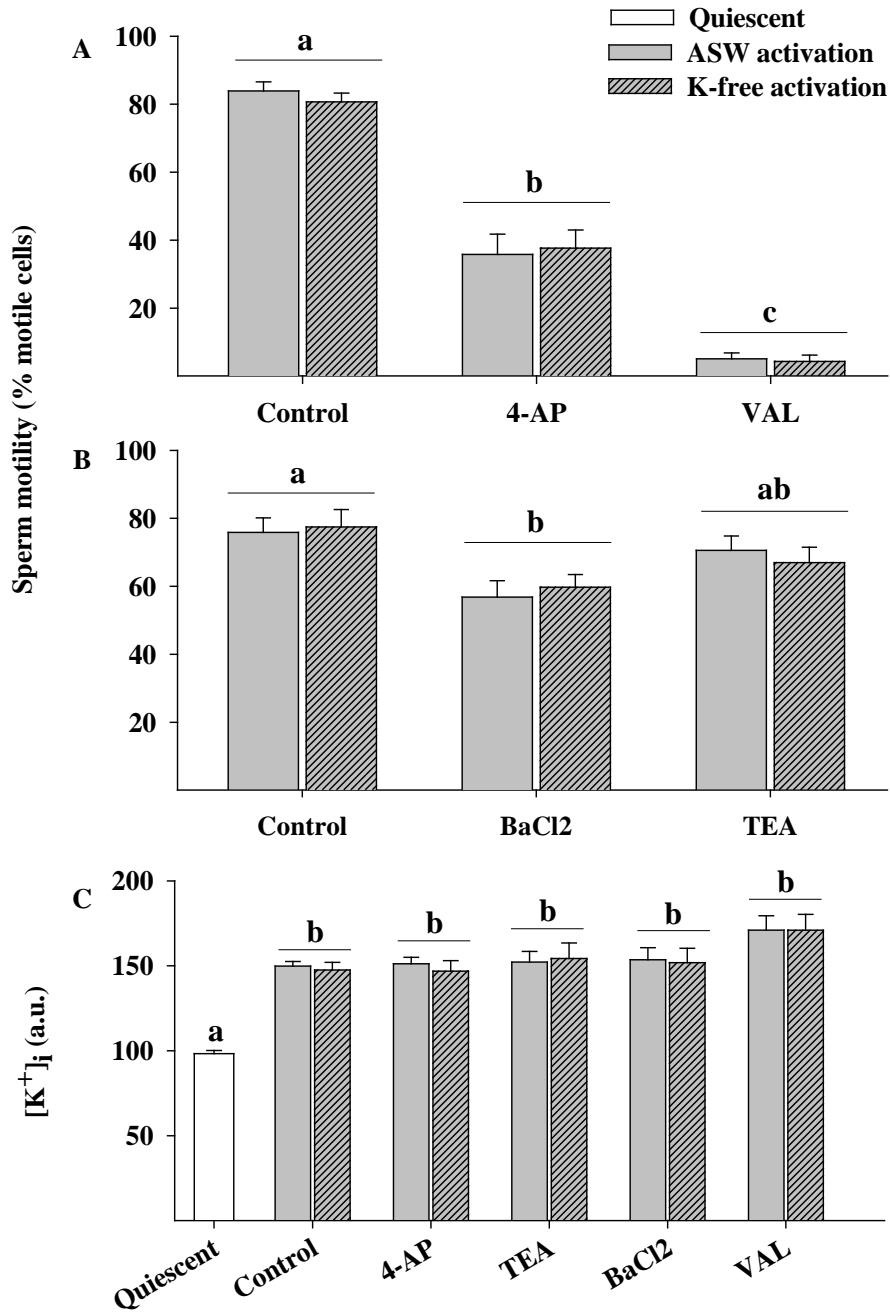 Quiescent
ASW activation
K-free activation
Sperm motility (% motile cells)
A
100
80
60
40
20
a
b
c
Control 4-AP VAL
B
100
80
60
40
20
a
b
ab
Control BaCl2 TEA
C
[K+]i (a.u.)
200
150
100
50
a
b
b
b
b
b
Quiescent Control 4-AP TEA BaCl2 VAL